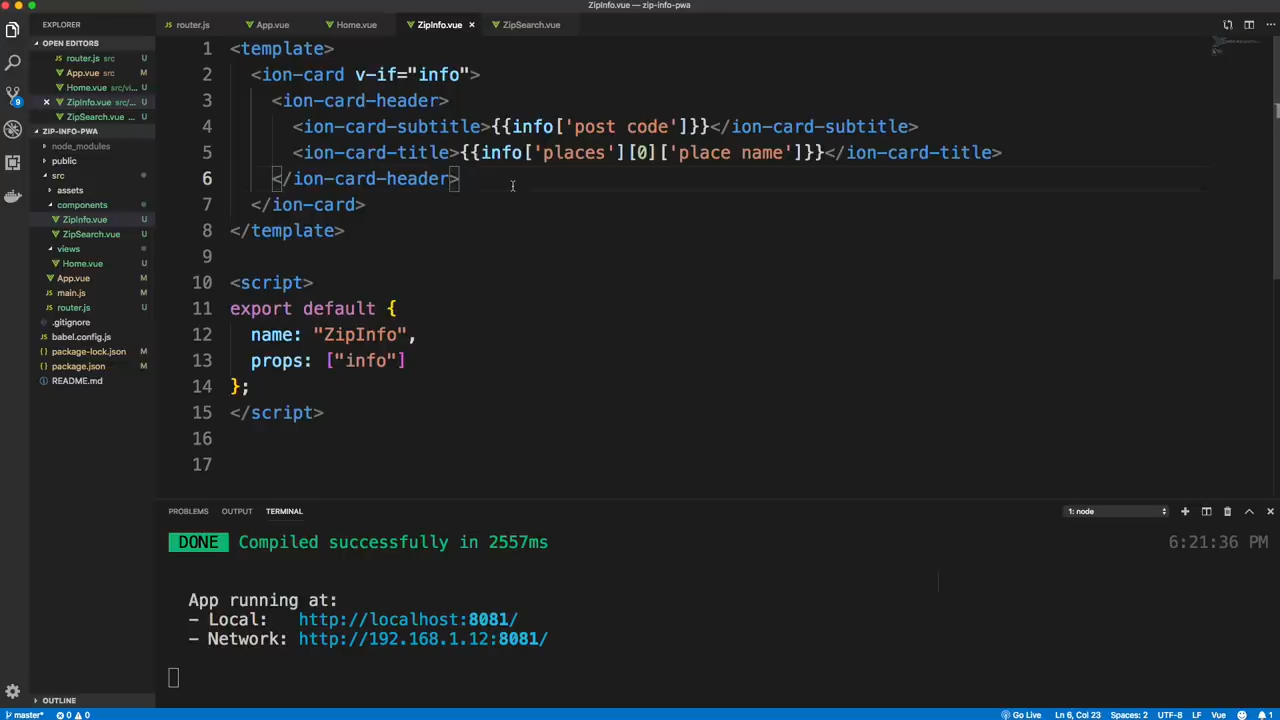 ZipInfo.vue — zip-info-pwa
EXPLORER
router.js
App.vue
Home.vue
ZipInfo.vue ×
ZipSearch.vue
OPEN EDITORS
router.js src U
App.vue src M
Home.vue src/vi... U
× ZipInfo.vue src/... U
ZipSearch.vue ... U
ZIP-INFO-PWA
node_modules
public
src
assets
components
ZipInfo.vue U
ZipSearch.vue U
views
Home.vue U
App.vue M
main.js M
router.js U
.gitignore
babel.config.js
package-lock.json M
package.json M
README.md
OUTLINE
1 <template>
2 <ion-card v-if="info">
3 <ion-card-header>
4 <ion-card-subtitle>{{info['post code']}}</ion-card-subtitle>
5 <ion-card-title>{{info['places'][0]['place name']}}</ion-card-title>
6 </ion-card-header>
7 </ion-card>
8 </template>
9
10 <script>
11 export default {
12 name: "ZipInfo",
13 props: ["info"]
14 };
15 </script>
16
17
PROBLEMS OUTPUT TERMINAL 1: node
DONE Compiled successfully in 2557ms 6:21:36 PM
App running at:
- Local: http://localhost:8081/
- Network: http://192.168.1.12:8081/
master* 0 0 Go Live Ln 6, Col 23 Spaces: 2 UTF-8 LF Vue 1
9